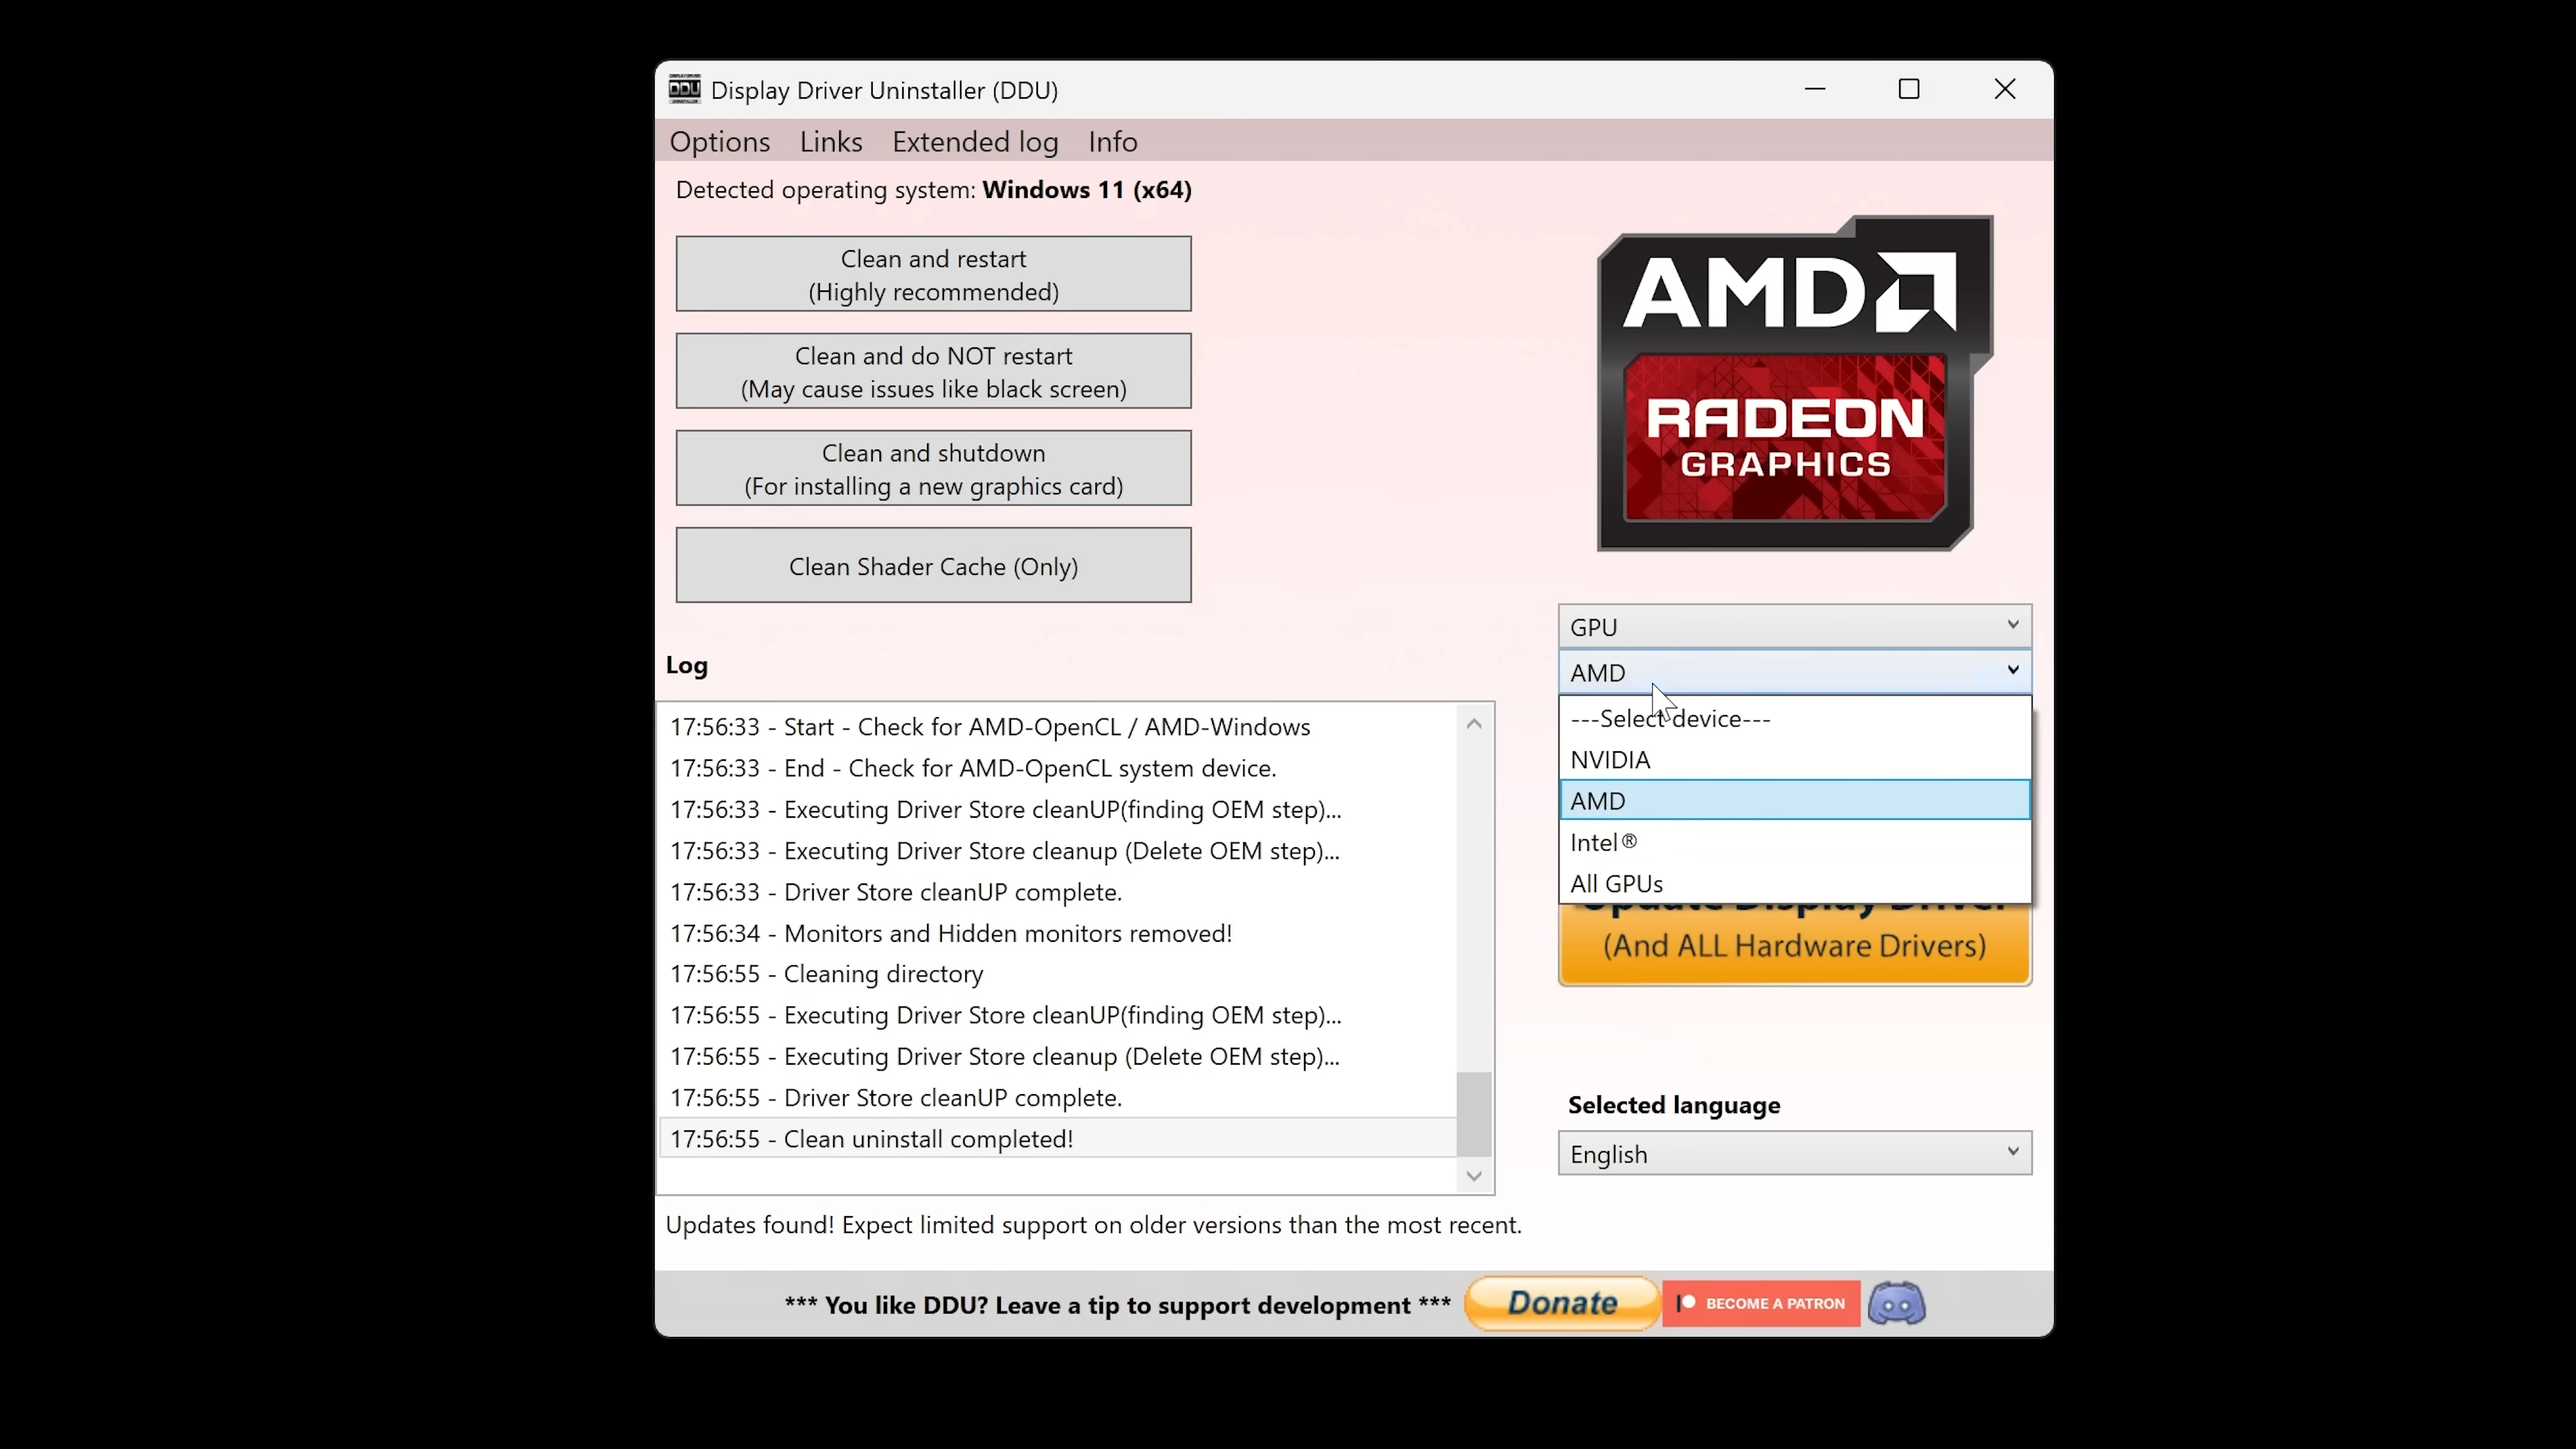 DDU
Display Driver Uninstaller (DDU)
Options Links Extended log Info
Detected operating system: Windows 11 (x64)
Clean and restart
(Highly recommended)
Clean and do NOT restart
(May cause issues like black screen)
Clean and shutdown
(For installing a new graphics card)
Clean Shader Cache (Only)
AMD
RADEON
GRAPHICS
GPU
AMD
---Select device---
NVIDIA
AMD
Intel®
All GPUs
Update Display Driver
(And ALL Hardware Drivers)
Log
17:56:33 - Start - Check for AMD-OpenCL / AMD-Windows
17:56:33 - End - Check for AMD-OpenCL system device.
17:56:33 - Executing Driver Store cleanUP(finding OEM step)...
17:56:33 - Executing Driver Store cleanup (Delete OEM step)...
17:56:33 - Driver Store cleanUP complete.
17:56:34 - Monitors and Hidden monitors removed!
17:56:55 - Cleaning directory
17:56:55 - Executing Driver Store cleanUP(finding OEM step)...
17:56:55 - Executing Driver Store cleanup (Delete OEM step)...
17:56:55 - Driver Store cleanUP complete.
17:56:55 - Clean uninstall completed!
Selected language
English
Updates found! Expect limited support on older versions than the most recent.
*** You like DDU? Leave a tip to support development ***
Donate
BECOME A PATRON